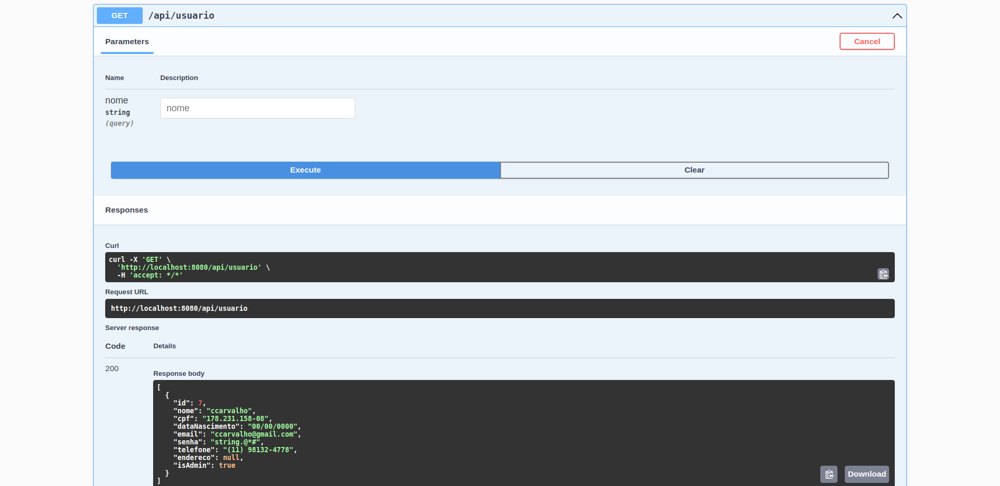 GET /api/usuario
Parameters
Cancel
Name Description
nome
string
(query)
nome
Execute
Clear
Responses
Curl
curl -X 'GET' \
  'http://localhost:8080/api/usuario' \
  -H 'accept: */*'
Request URL
http://localhost:8080/api/usuario
Server response
Code Details
200
Response body
[
  {
    "id": 7,
    "nome": "ccarvalho",
    "cpf": "178.231.158-08",
    "dataNascimento": "00/00/0000",
    "email": "ccarvalho@gmail.com",
    "senha": "string.@*#",
    "telefone": "(11) 98132-4778",
    "endereco": null,
    "isAdmin": true
  }
]
Download